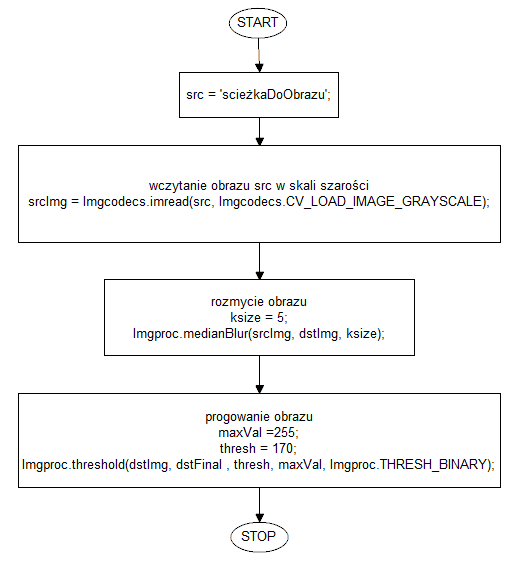 START
src = 'scieżkaDoObrazu';
wczytanie obrazu src w skali szarości
srcImg = Imgcodecs.imread(src, Imgcodecs.CV_LOAD_IMAGE_GRAYSCALE);
rozmycie obrazu
ksize = 5;
Imgproc.medianBlur(srcImg, dstImg, ksize);
progowanie obrazu
maxVal =255;
thresh = 170;
Imgproc.threshold(dstImg, dstFinal , thresh, maxVal, Imgproc.THRESH_BINARY);
STOP